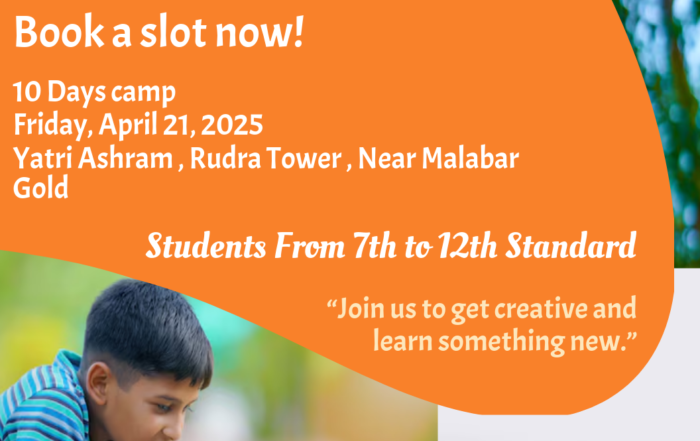 Book a slot now!
10 Days camp
Friday, April 21, 2025
Yatri Ashram , Rudra Tower , Near Malabar
Gold
Students From 7th to 12th Standard
“Join us to get creative and
learn something new.”